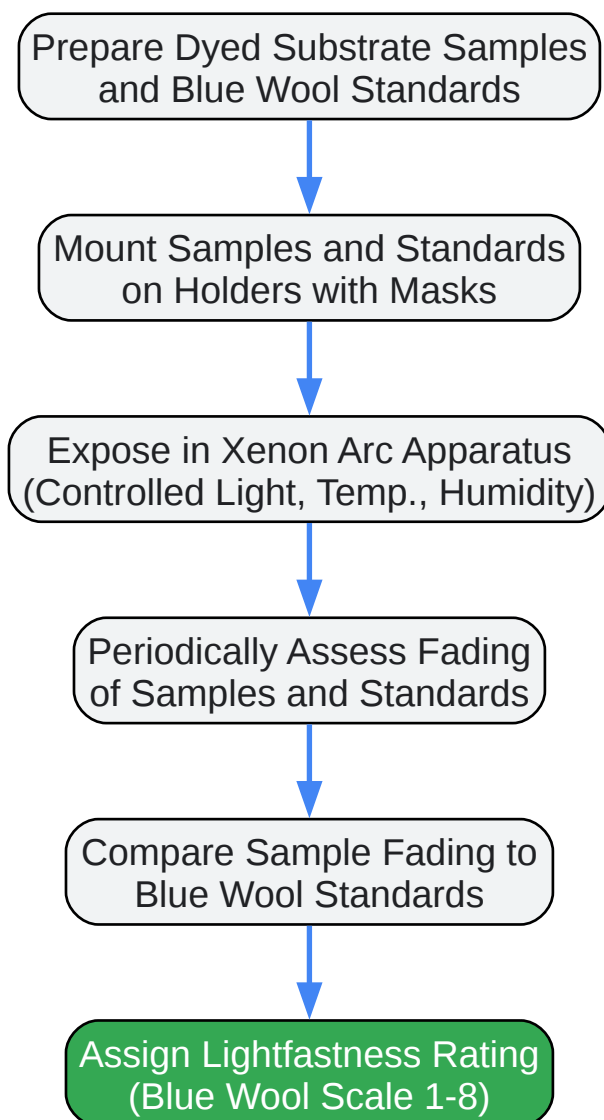 Prepare Dyed Substrate Samples
and Blue Wool Standards
Mount Samples and Standards
on Holders with Masks
Expose in Xenon Arc Apparatus
(Controlled Light, Temp., Humidity)
Periodically Assess Fading
of Samples and Standards
Compare Sample Fading to
Blue Wool Standards
Assign Lightfastness Rating
(Blue Wool Scale 1-8)